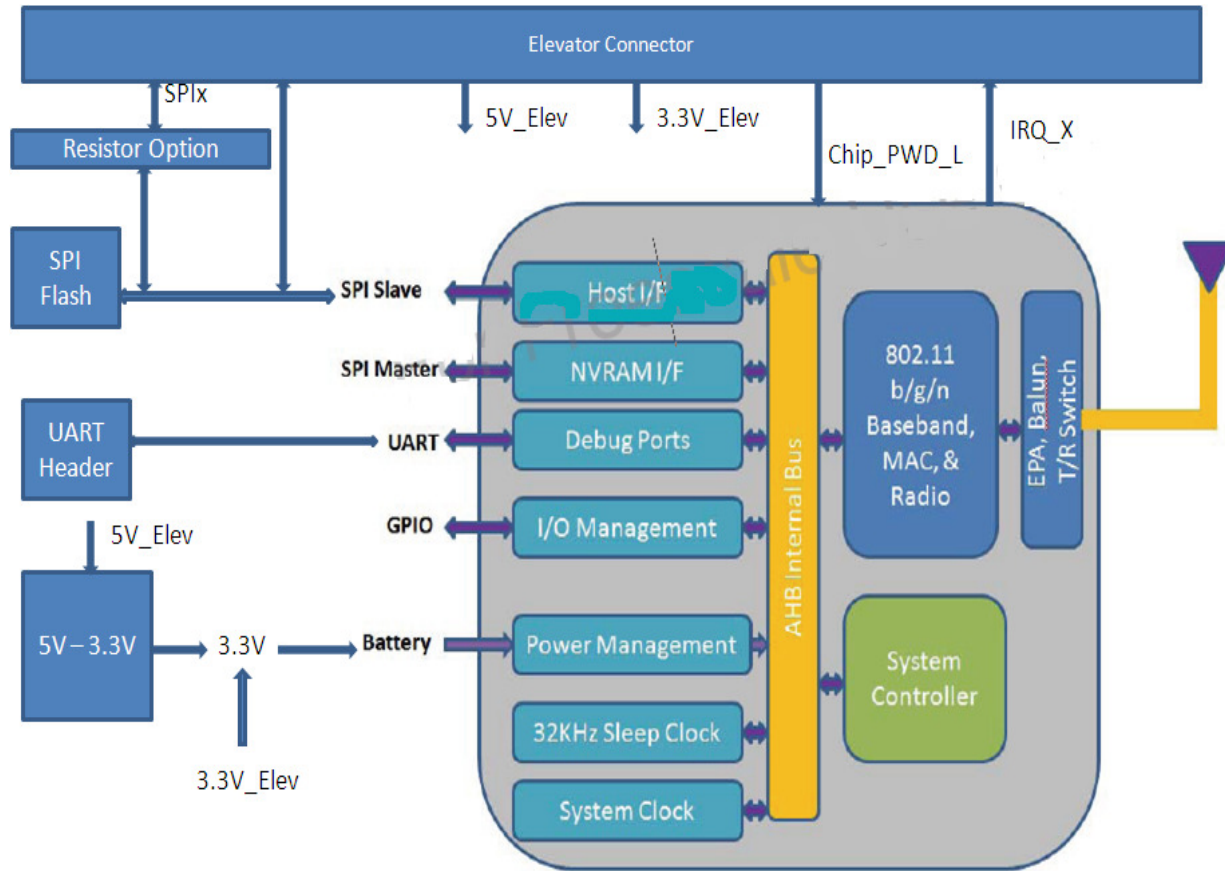 Elevator Connector
SPIx
5V_Elev
3.3V_Elev
Chip_PWD_L
IRQ_X
Resistor Option
SPI
Flash
SPI Slave
Host I/F
SPI Master
NVRAM I/F
UART
Header
UART
Debug Ports
GPIO
I/O Management
5V_Elev
5V – 3.3V
3.3V
Battery
Power Management
3.3V_Elev
32KHz Sleep Clock
System Clock
AHB Internal Bus
802.11
b/g/n
Baseband,
MAC, &
Radio
EPA, Balun,
T/R Switch
System
Controller